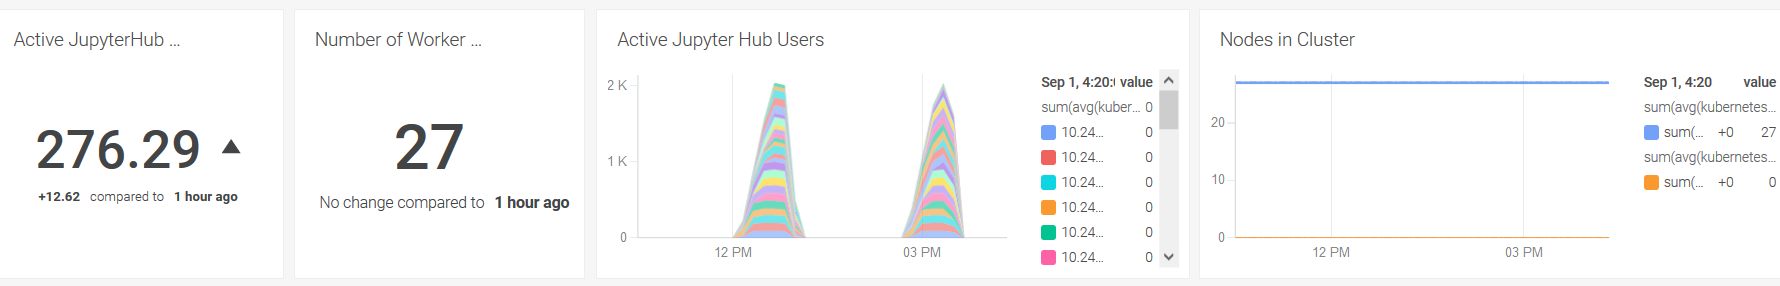 Active JupyterHub ...
276.29
+12.62 compared to 1 hour ago
Number of Worker ...
27
No change compared to 1 hour ago
Active Jupyter Hub Users
2 K
1 K
0
12 PM
03 PM
Sep 1, 4:20: value
sum(avg(kuber... 0
10.24... 0
10.24... 0
10.24... 0
10.24... 0
10.24... 0
10.24... 0
Nodes in Cluster
20
10
0
12 PM
03 PM
Sep 1, 4:20 value
sum(avg(kubernetes...
sum(... +0 27
sum(avg(kubernetes...
sum(... +0 0